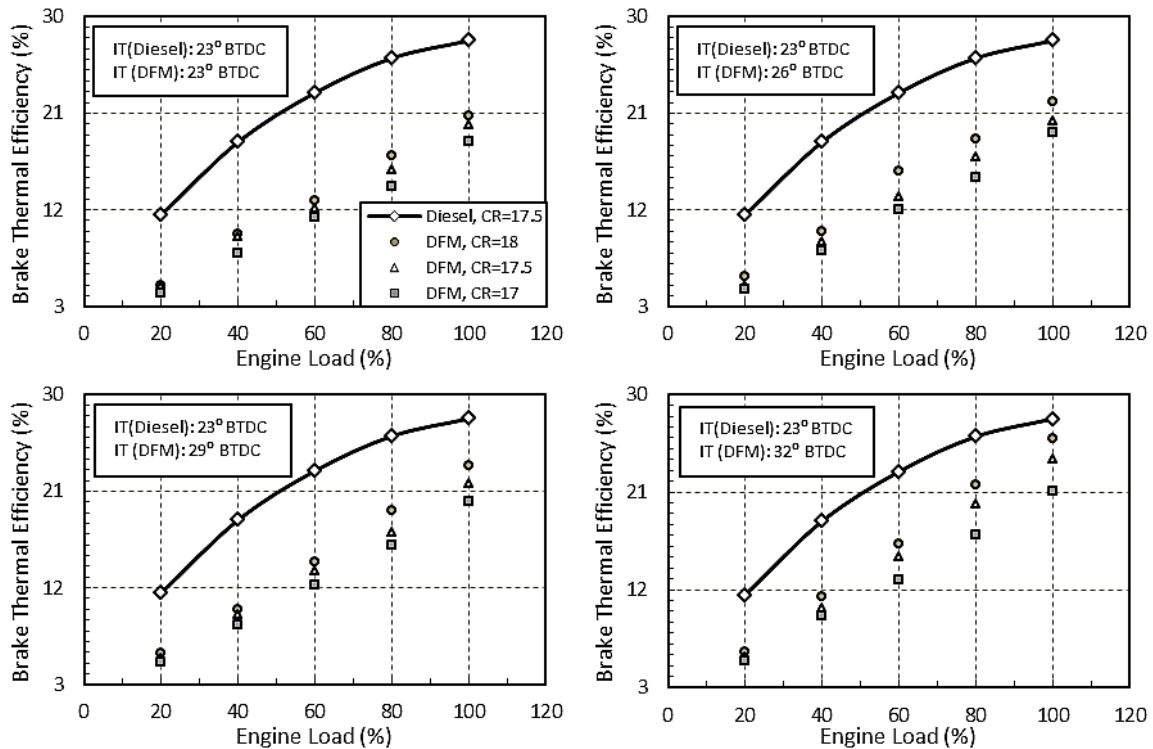 Brake Thermal Efficiency (%)
30
21
12
3
IT(Diesel): 23° BTDC
IT (DFM): 23° BTDC
Diesel, CR=17.5
DFM, CR=18
DFM, CR=17.5
DFM, CR=17
0 20 40 60 80 100 120
Engine Load (%)
Brake Thermal Efficiency (%)
30
21
12
3
IT(Diesel): 23° BTDC
IT (DFM): 26° BTDC
0 20 40 60 80 100 120
Engine Load (%)
Brake Thermal Efficiency (%)
30
21
12
3
IT(Diesel): 23° BTDC
IT (DFM): 29° BTDC
0 20 40 60 80 100 120
Engine Load (%)
Brake Thermal Efficiency (%)
30
21
12
3
IT(Diesel): 23° BTDC
IT (DFM): 32° BTDC
0 20 40 60 80 100 120
Engine Load (%)